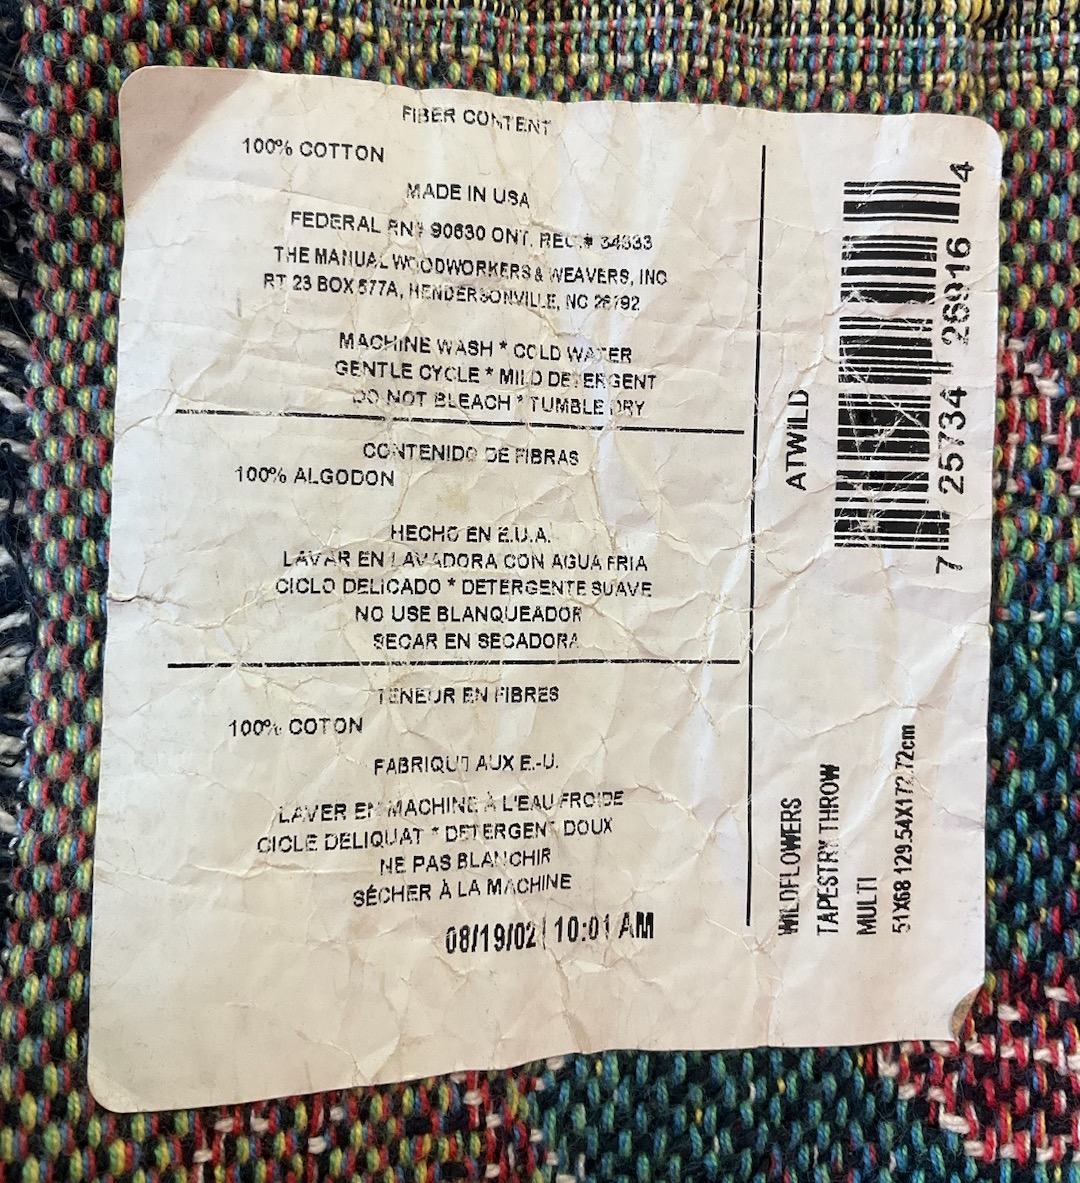 FIBER CONTENT
100% COTTON
MADE IN USA
FEDERAL RN# 90630 ONT. REG.# 34333
THE MANUAL WOODWORKERS & WEAVERS, INC
RT 23 BOX 577A, HENDERSONVILLE, NC
MACHINE WASH * COLD WATER
GENTLE CYCLE * MILD DETERGENT
DO NOT BLEACH * TUMBLE DRY
CONTENIDO DE FIBRAS
100% ALGODON
HECHO EN E.U.A.
LAVAR EN LAVADORA CON AGUA FRIA
CICLO DELICADO * DETERGENTE SUAVE
NO USE BLANQUEADOR
SECAR EN SECADORA
TENEUR EN FIBRES
100% COTON
FABRIQUÉ AUX E.-U.
LAVER EN MACHINE À L'EAU FROIDE
CICLE DELIQUAT * DETERGENT DOUX
NE PAS BLANCHIR
SÉCHER À LA MACHINE
08/19/02 | 10:01 AM
ATWILD
7 25734 26916 4
WILDFLOWERS
TAPESTRY THROW
MULTI
51X68 129.54X172.72cm